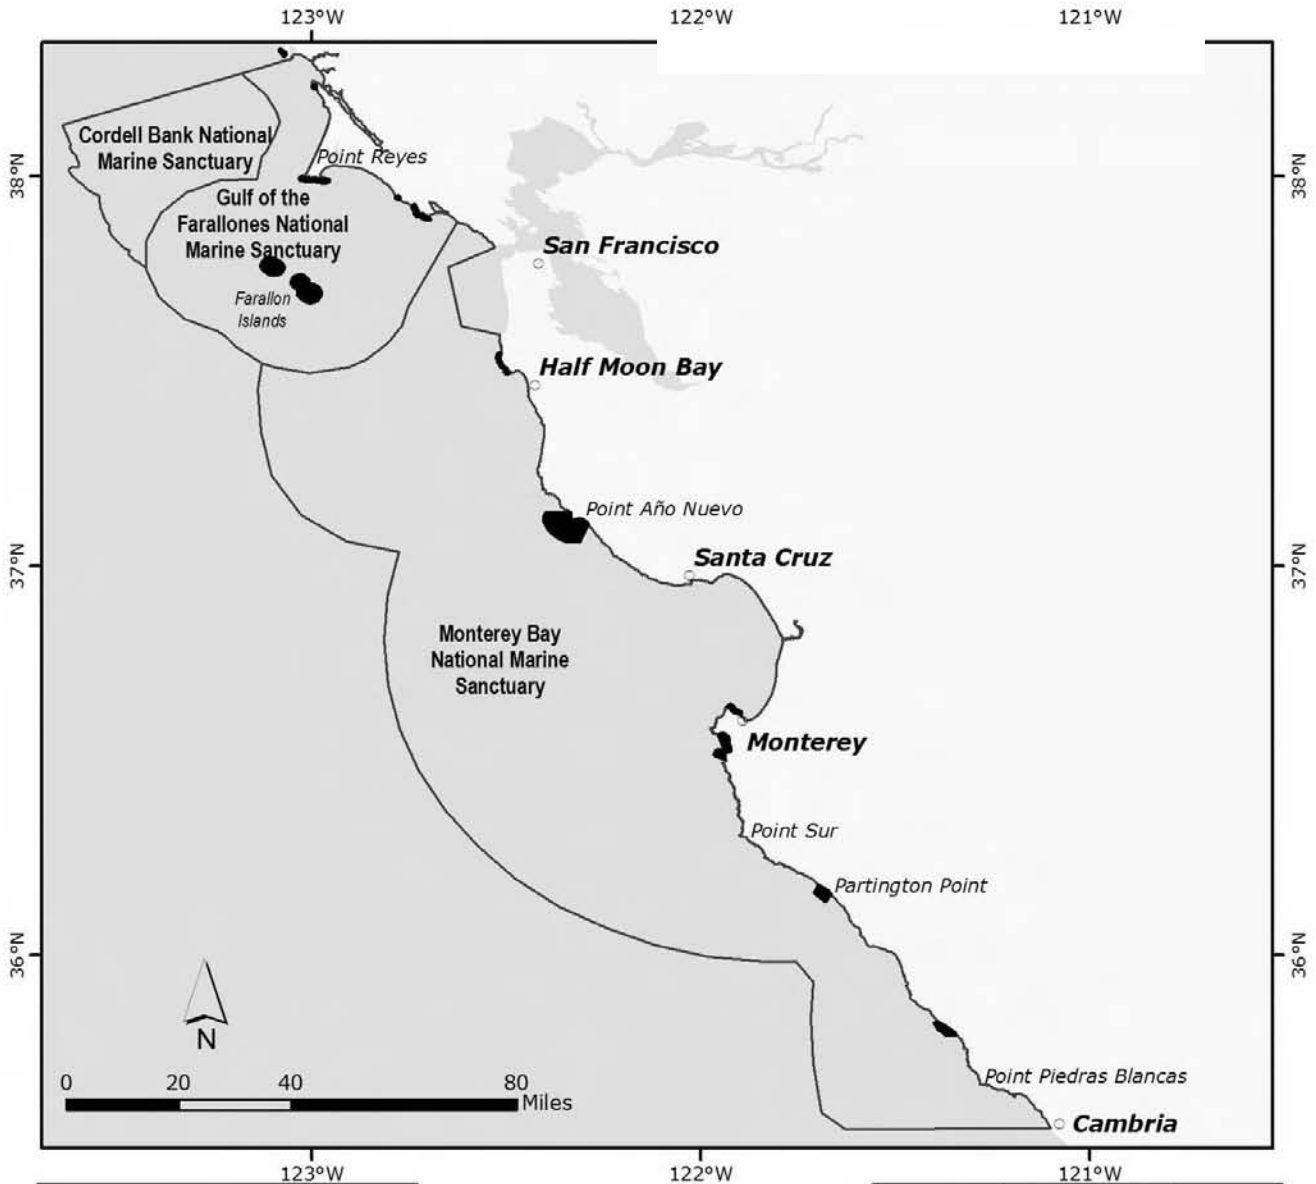 123°W
122°W
121°W
Cordell Bank National
Marine Sanctuary
Point Reyes
38°N
38°N
Gulf of the
Farallones National
Marine Sanctuary
San Francisco
Farallon
Islands
Half Moon Bay
Point Año Nuevo
37°N
Santa Cruz
37°N
Monterey Bay
National Marine
Sanctuary
Monterey
Point Sur
Partington Point
36°N
36°N
N
Point Piedras Blancas
0
20
40
80
Miles
Cambria
123°W
122°W
121°W